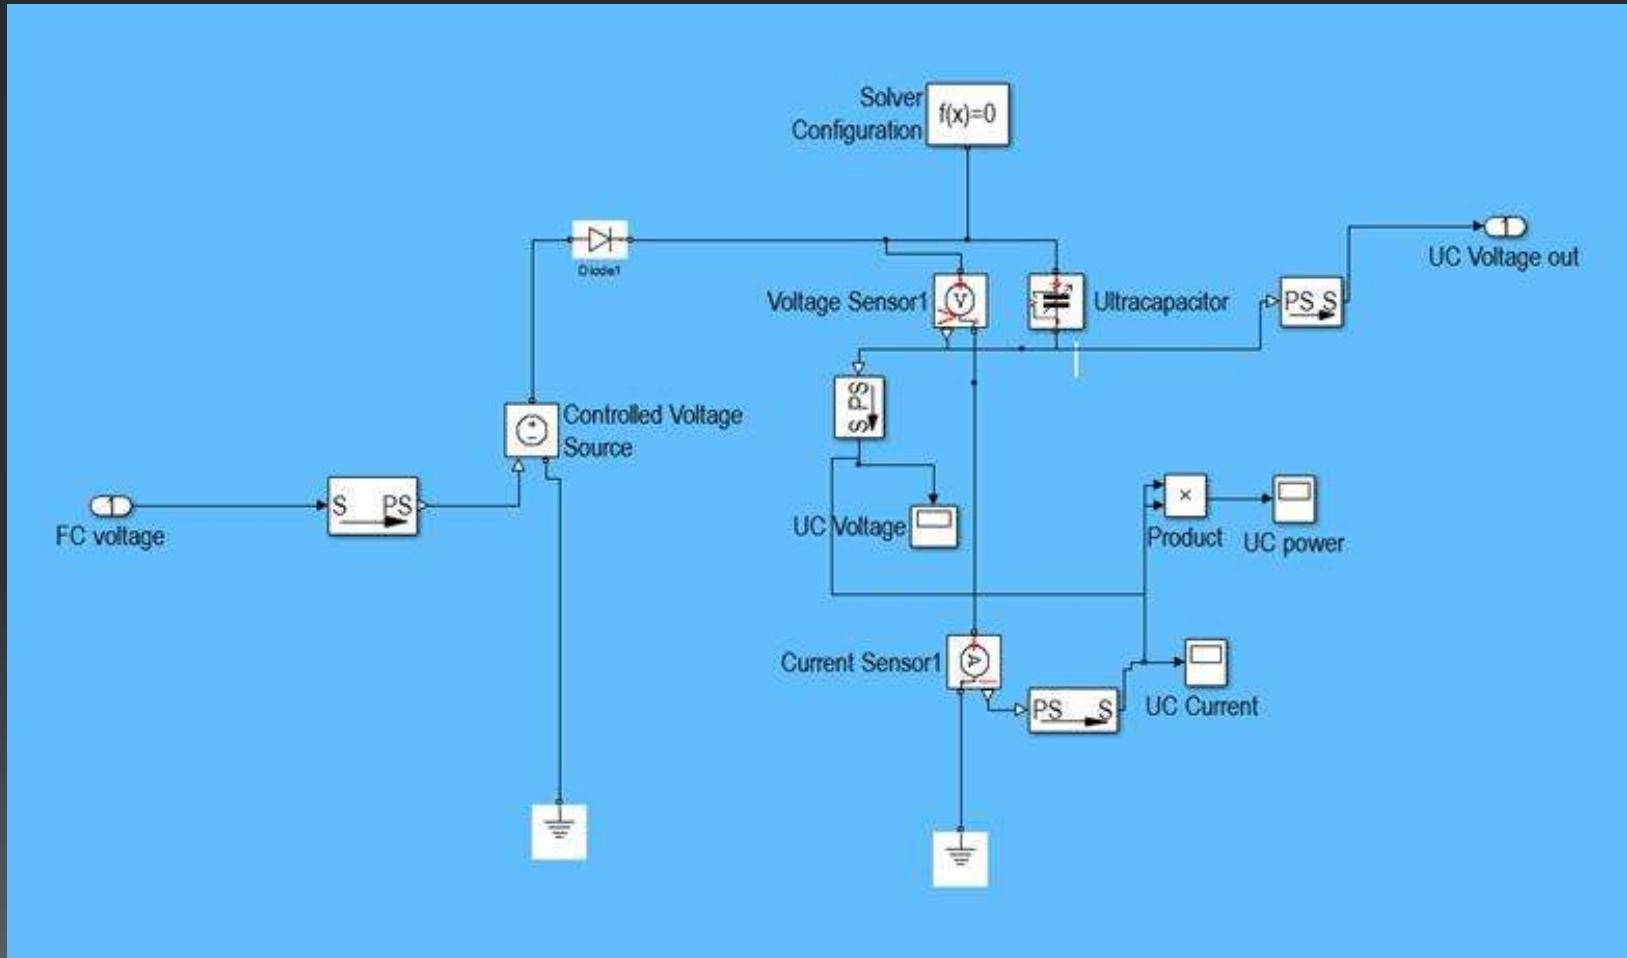 Solver
Configuration
f(x)=0
1
UC Voltage out
Diode1
Voltage Sensor1
V
Ultracapacitor
PS S
S PS
Controlled Voltage
Source
1
FC voltage
S PS
UC Voltage
×
Product
UC power
Current Sensor1
A
PS S
UC Current